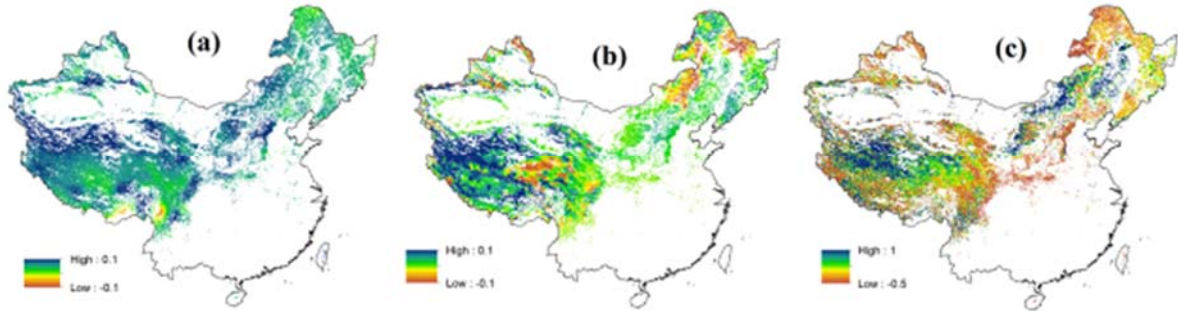 (a)
High : 0.1
Low : -0.1
(b)
High : 0.1
Low : -0.1
(c)
High : 1
Low : -0.5